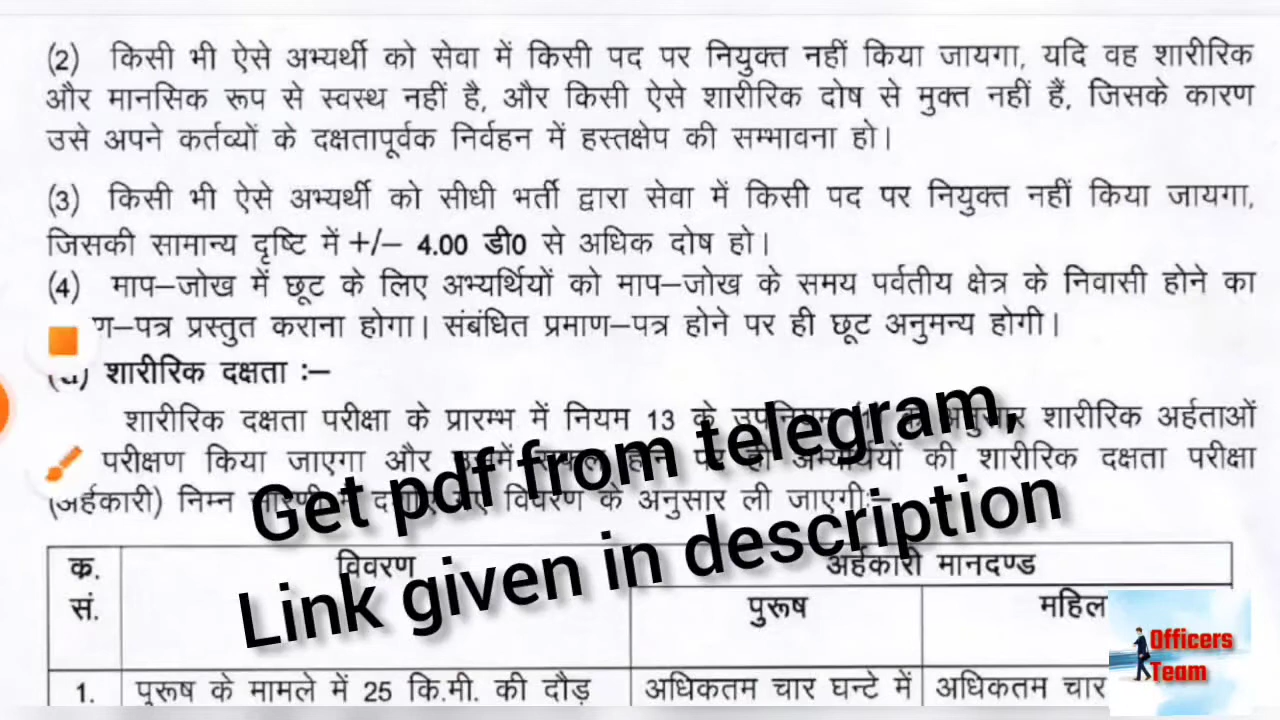 (2) किसी भी ऐसे अभ्यर्थी को सेवा में किसी पद पर नियुक्त नहीं किया जायगा, यदि वह शारीरिक
और मानसिक रूप से स्वस्थ नहीं है, और किसी ऐसे शारीरिक दोष से मुक्त नहीं हैं, जिसके कारण
उसे अपने कर्तव्यों के दक्षतापूर्वक निर्वहन में हस्तक्षेप की सम्भावना हो।
(3) किसी भी ऐसे अभ्यर्थी को सीधी भर्ती द्वारा सेवा में किसी पद पर नियुक्त नहीं किया जायगा,
जिसकी सामान्य दृष्टि में +/– 4.00 डी0 से अधिक दोष हो।
(4) माप–जोख में छूट के लिए अभ्यर्थियों को माप–जोख के समय पर्वतीय क्षेत्र के निवासी होने का
ण–पत्र प्रस्तुत कराना होगा। संबंधित प्रमाण–पत्र होने पर ही छूट अनुमन्य होगी।
शारीरिक दक्षता :–
शारीरिक दक्षता परीक्षा के प्रारम्भ में नियम 13 के शारीरिक अर्हताओं
परीक्षण किया जाएगा और की शारीरिक दक्षता परीक्षा
(अर्हकारी) निम्न विवरण के अनुसार ली जाएगी:–
Get pdf from telegram,
Link given in description
क्र. सं.
विवरण
अर्हकारी मानदण्ड
पुरूष
महिल
Officers
Team
1. पुरूष के मामले में 25 कि.मी. की दौड़ अधिकतम चार घन्टे में अधिकतम चार